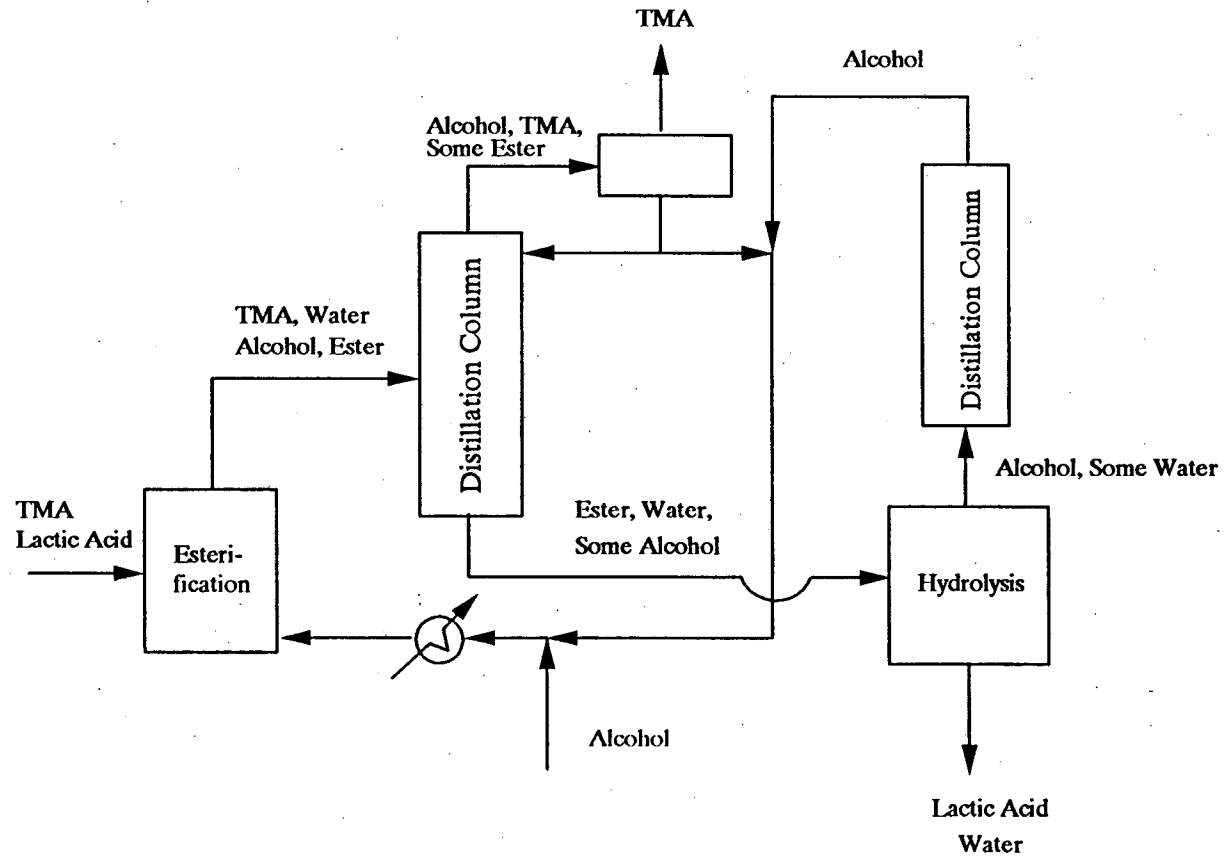 TMA
Alcohol
Alcohol, TMA,
Some Ester
Distillation Column
Distillation Column
TMA, Water
Alcohol, Ester
Alcohol, Some Water
TMA
Lactic Acid
Esteri-
fication
Ester, Water,
Some Alcohol
Hydrolysis
Alcohol
Lactic Acid
Water